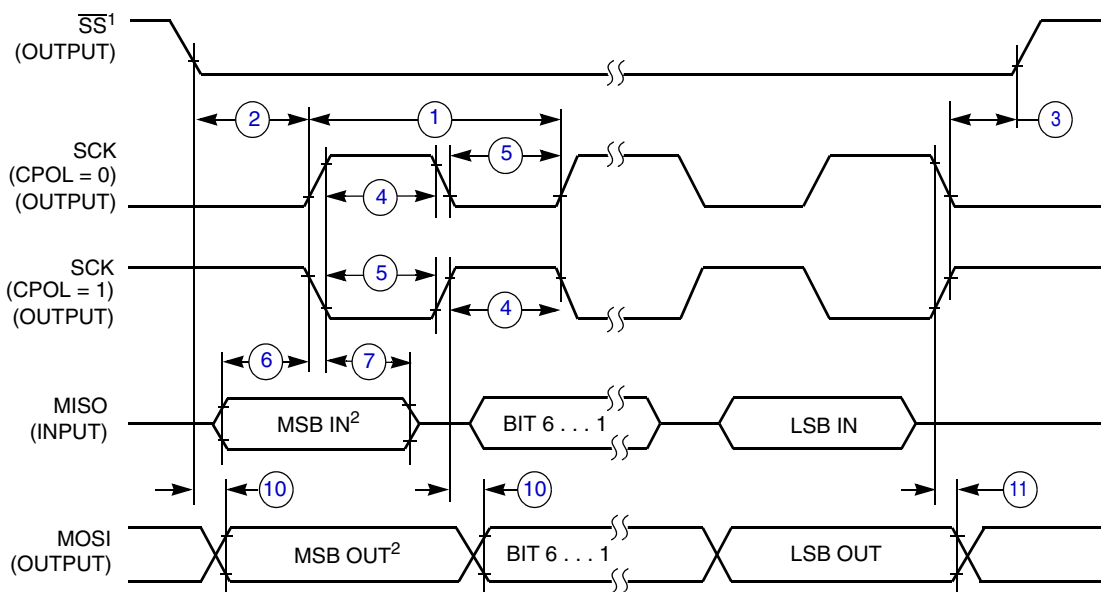 SS¹
(OUTPUT)
2
1
3
SCK
(CPOL = 0)
(OUTPUT)
5
4
SCK
(CPOL = 1)
(OUTPUT)
5
4
6
7
MISO
(INPUT)
MSB IN²
BIT 6 . . . 1
LSB IN
10
10
11
MOSI
(OUTPUT)
MSB OUT²
BIT 6 . . . 1
LSB OUT